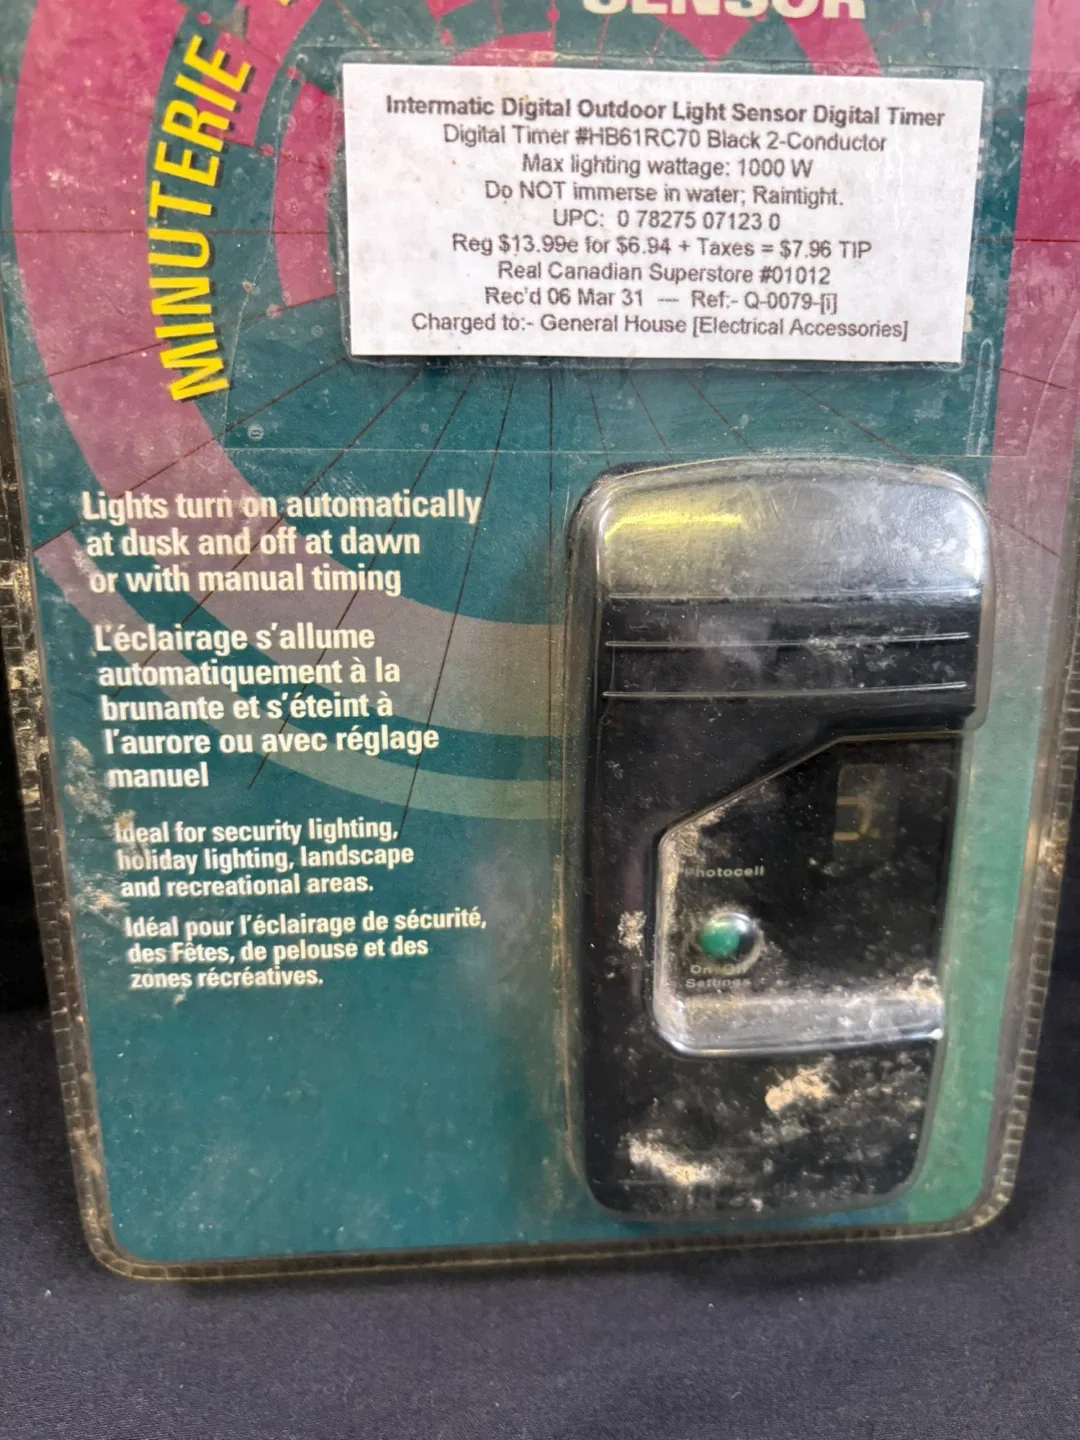 SENSOR
MINUTERIE
Intermatic Digital Outdoor Light Sensor Digital Timer
Digital Timer #HB61RC70 Black 2-Conductor
Max lighting wattage: 1000 W
Do NOT immerse in water; Raintight.
UPC: 0 78275 07123 0
Reg $13.99e for $6.94 + Taxes = $7.96 TIP
Real Canadian Superstore #01012
Rec'd 06 Mar 31 --- Ref:- Q-0079-[i]
Charged to:- General House [Electrical Accessories]
Lights turn on automatically
at dusk and off at dawn
or with manual timing
L'éclairage s'allume
automatiquement à la
brunante et s'éteint à
l'aurore ou avec réglage
manuel
Ideal for security lighting,
holiday lighting, landscape
and recreational areas.
Idéal pour l'éclairage de sécurité,
des Fêtes, de pelouse et des
zones récréatives.
Photocell
On/Off
Settings